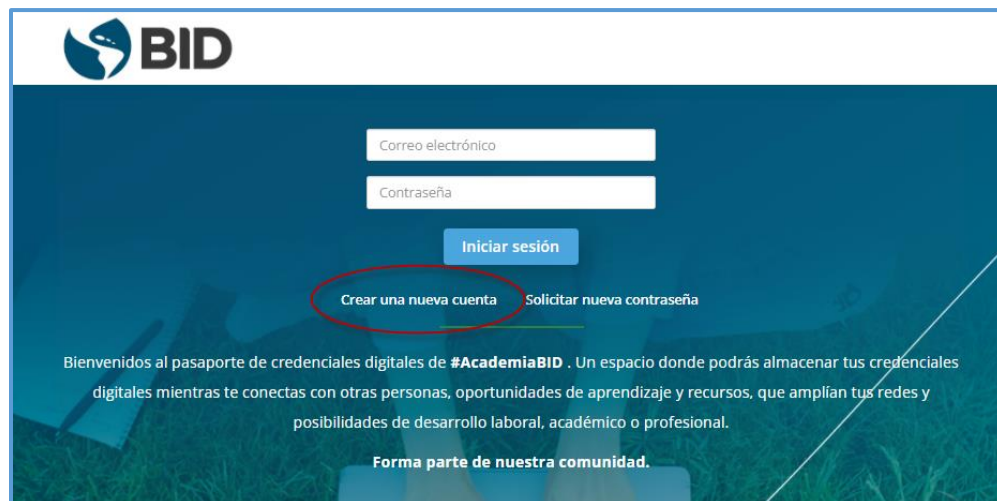 BID
Correo electrónico
Contraseña
Iniciar sesión
Crear una nueva cuenta Solicitar nueva contraseña
Bienvenidos al pasaporte de credenciales digitales de #AcademiaBID . Un espacio donde podrás almacenar tus credenciales
digitales mientras te conectas con otras personas, oportunidades de aprendizaje y recursos, que amplían tus redes y
posibilidades de desarrollo laboral, académico o profesional.
Forma parte de nuestra comunidad.